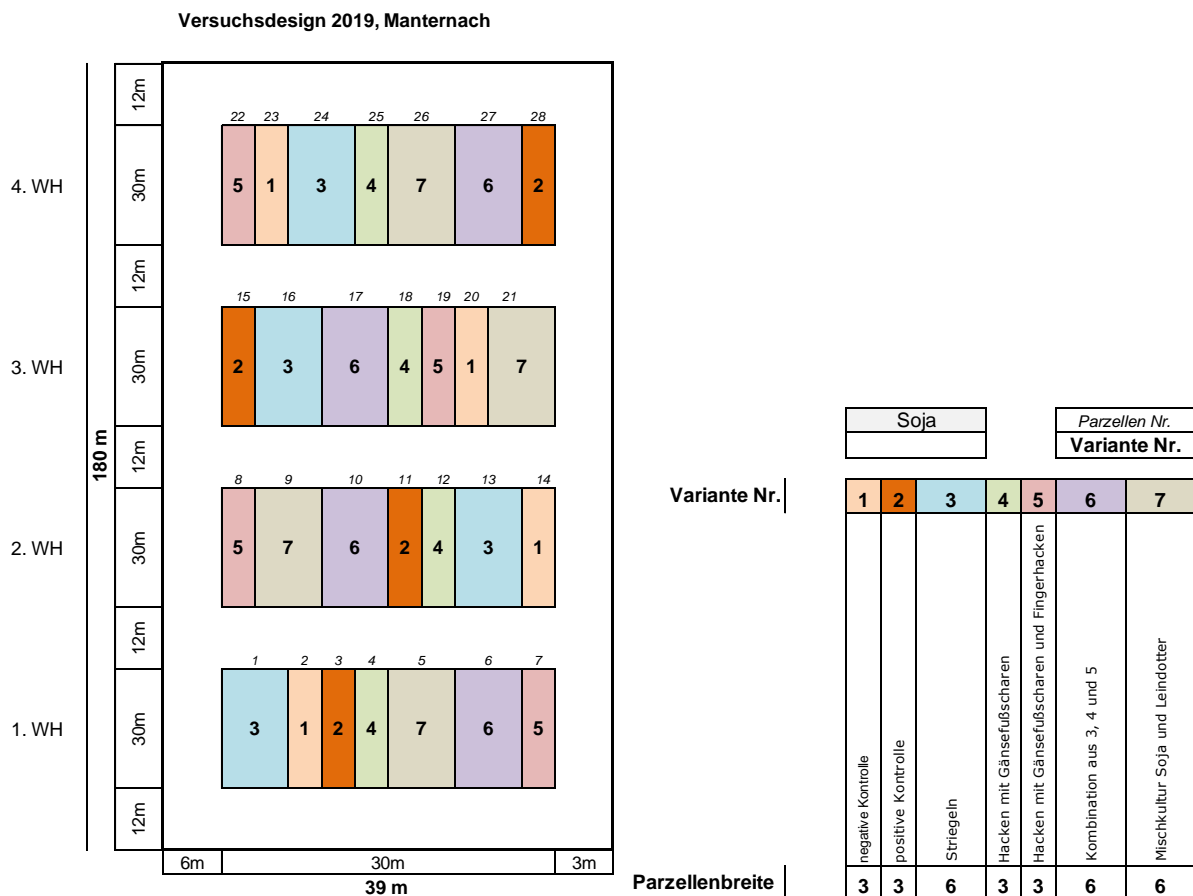 Versuchsdesign 2019, Manternach
12m
22 23 24 25 26 27 28
4. WH
30m
5 1 3 4 7 6 2
12m
15 16 17 18 19 20 21
3. WH
30m
2 3 6 4 5 1 7
12m
180 m
8 9 10 11 12 13 14
2. WH
30m
5 7 6 2 4 3 1
12m
1 2 3 4 5 6 7
1. WH
30m
3 1 2 4 7 6 5
12m
6m 30m 3m
39 m
Soja
Parzellen Nr.
Variante Nr.
Variante Nr.
1 2 3 4 5 6 7
negative Kontrolle
positive Kontrolle
Striegeln
Hacken mit Gänsefußscharen
Hacken mit Gänsefußscharen und Fingerhacken
Kombination aus 3, 4 und 5
Mischkultur Soja und Leindotter
Parzellenbreite
3 3 6 3 3 6 6